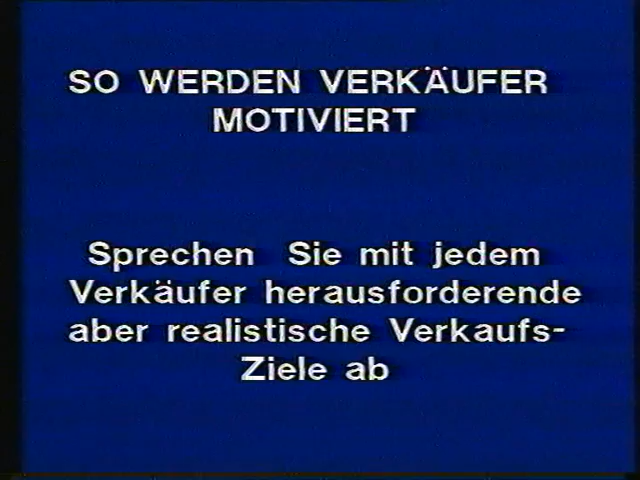 SO WERDEN VERKÄUFER
MOTIVIERT
Sprechen Sie mit jedem
Verkäufer herausforderende
aber realistische Verkaufs-
Ziele ab